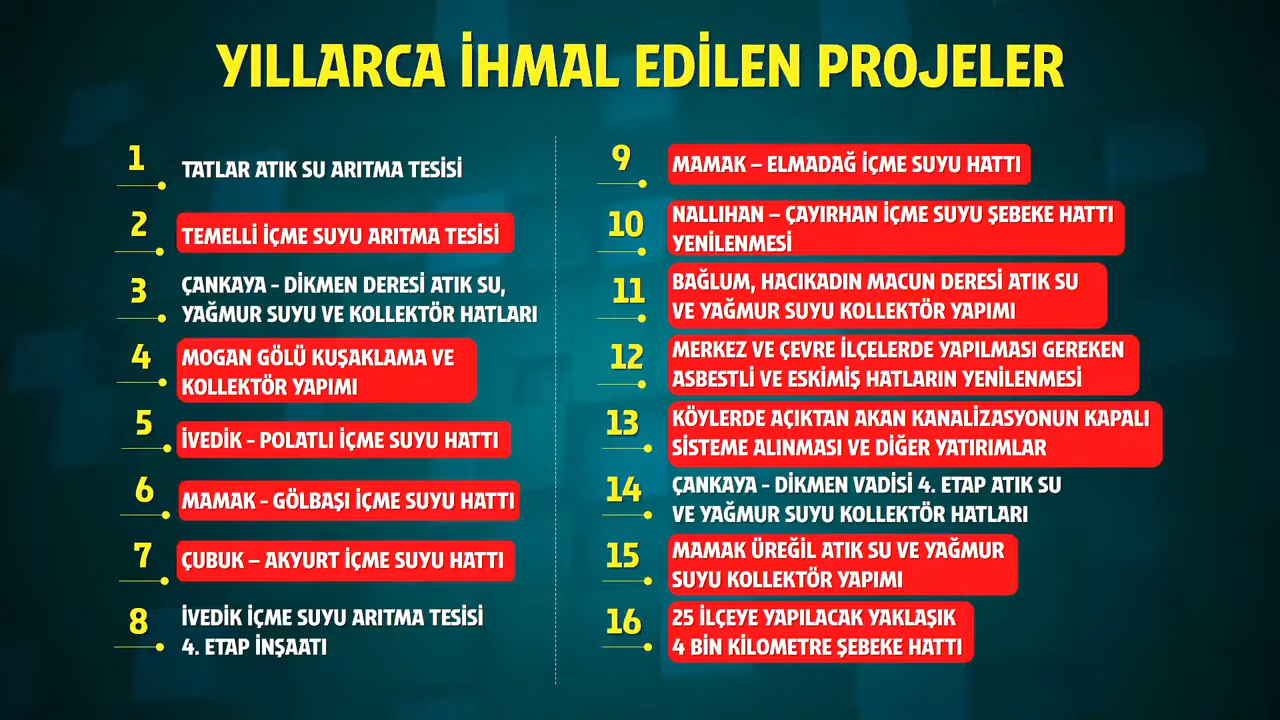 YILLARCA İHMAL EDİLEN PROJELER
1
TATLAR ATIK SU ARITMA TESİSİ
2
TEMELLİ İÇME SUYU ARITMA TESİSİ
3
ÇANKAYA - DİKMEN DERESİ ATIK SU,
YAĞMUR SUYU VE KOLLEKTÖR HATLARI
4
MOGAN GÖLÜ KUŞAKLAMA VE
KOLLEKTÖR YAPIMI
5
İVEDİK - POLATLI İÇME SUYU HATTI
6
MAMAK - GÖLBAŞI İÇME SUYU HATTI
7
ÇUBUK – AKYURT İÇME SUYU HATTI
8
İVEDİK İÇME SUYU ARITMA TESİSİ
4. ETAP İNŞAATI
9
MAMAK – ELMADAĞ İÇME SUYU HATTI
10
NALLIHAN – ÇAYIRHAN İÇME SUYU ŞEBEKE HATTI
YENİLENMESİ
11
BAĞLUM, HACIKADIN MACUN DERESİ ATIK SU
VE YAĞMUR SUYU KOLLEKTÖR YAPIMI
12
MERKEZ VE ÇEVRE İLÇELERDE YAPILMASI GEREKEN
ASBESTLİ VE ESKİMİŞ HATLARIN YENİLENMESİ
13
KÖYLERDE AÇIKTAN AKAN KANALİZASYONUN KAPALI
SİSTEME ALINMASI VE DİĞER YATIRIMLAR
14
ÇANKAYA - DİKMEN VADİSİ 4. ETAP ATIK SU
VE YAĞMUR SUYU KOLLEKTÖR HATLARI
15
MAMAK ÜREĞİL ATIK SU VE YAĞMUR
SUYU KOLLEKTÖR YAPIMI
16
25 İLÇEYE YAPILACAK YAKLAŞIK
4 BİN KİLOMETRE ŞEBEKE HATTI